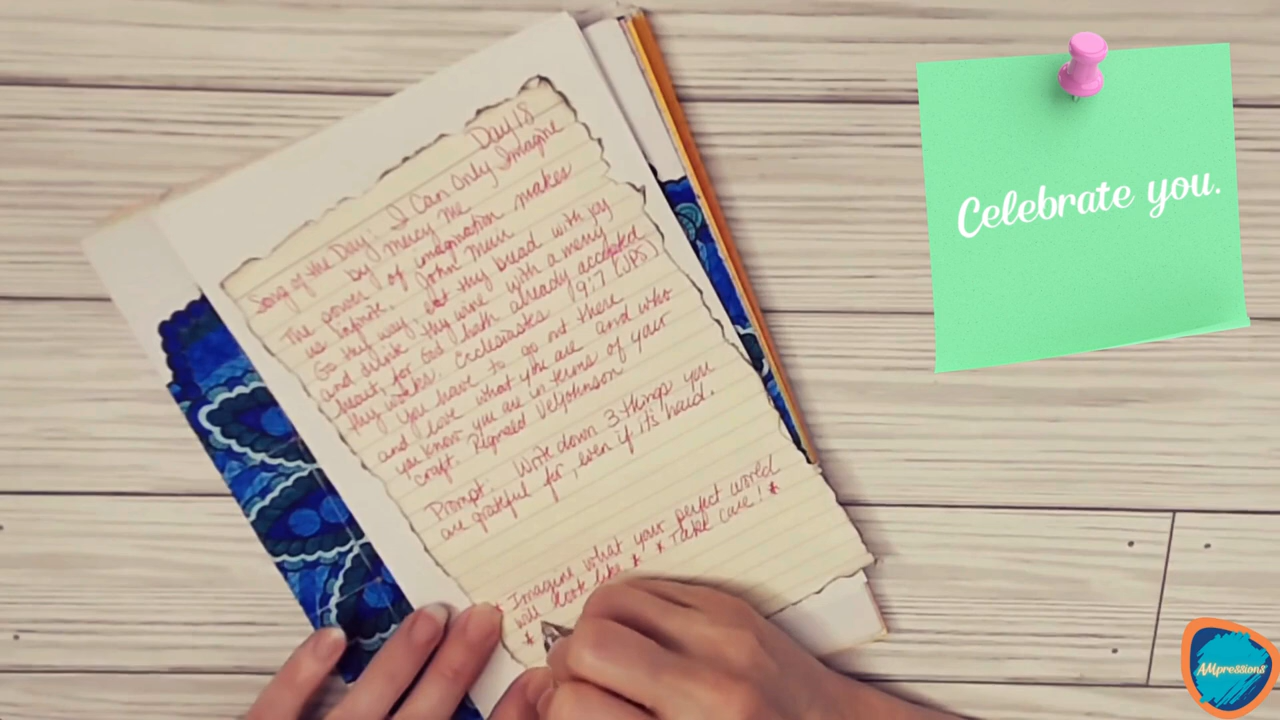 Day 18
Song of the Day: I Can Only Imagine
by Mercy Me
The power of imagination makes
us infinite. John Muir
Go thy way, eat thy bread with joy
and drink thy wine with a merry
heart, for God hath already accepted
thy works. Ecclesiastes 9:7 (JPS)
You have to go out there
and love what you are and who
you know you are in terms of your
craft. Reginald VelJohnson
Prompt: Write down 3 things you
are grateful for, even if it's hard.
* Imagine what your perfect world
will look like * * Take care! *
*
Celebrate you.
AMpre88ions